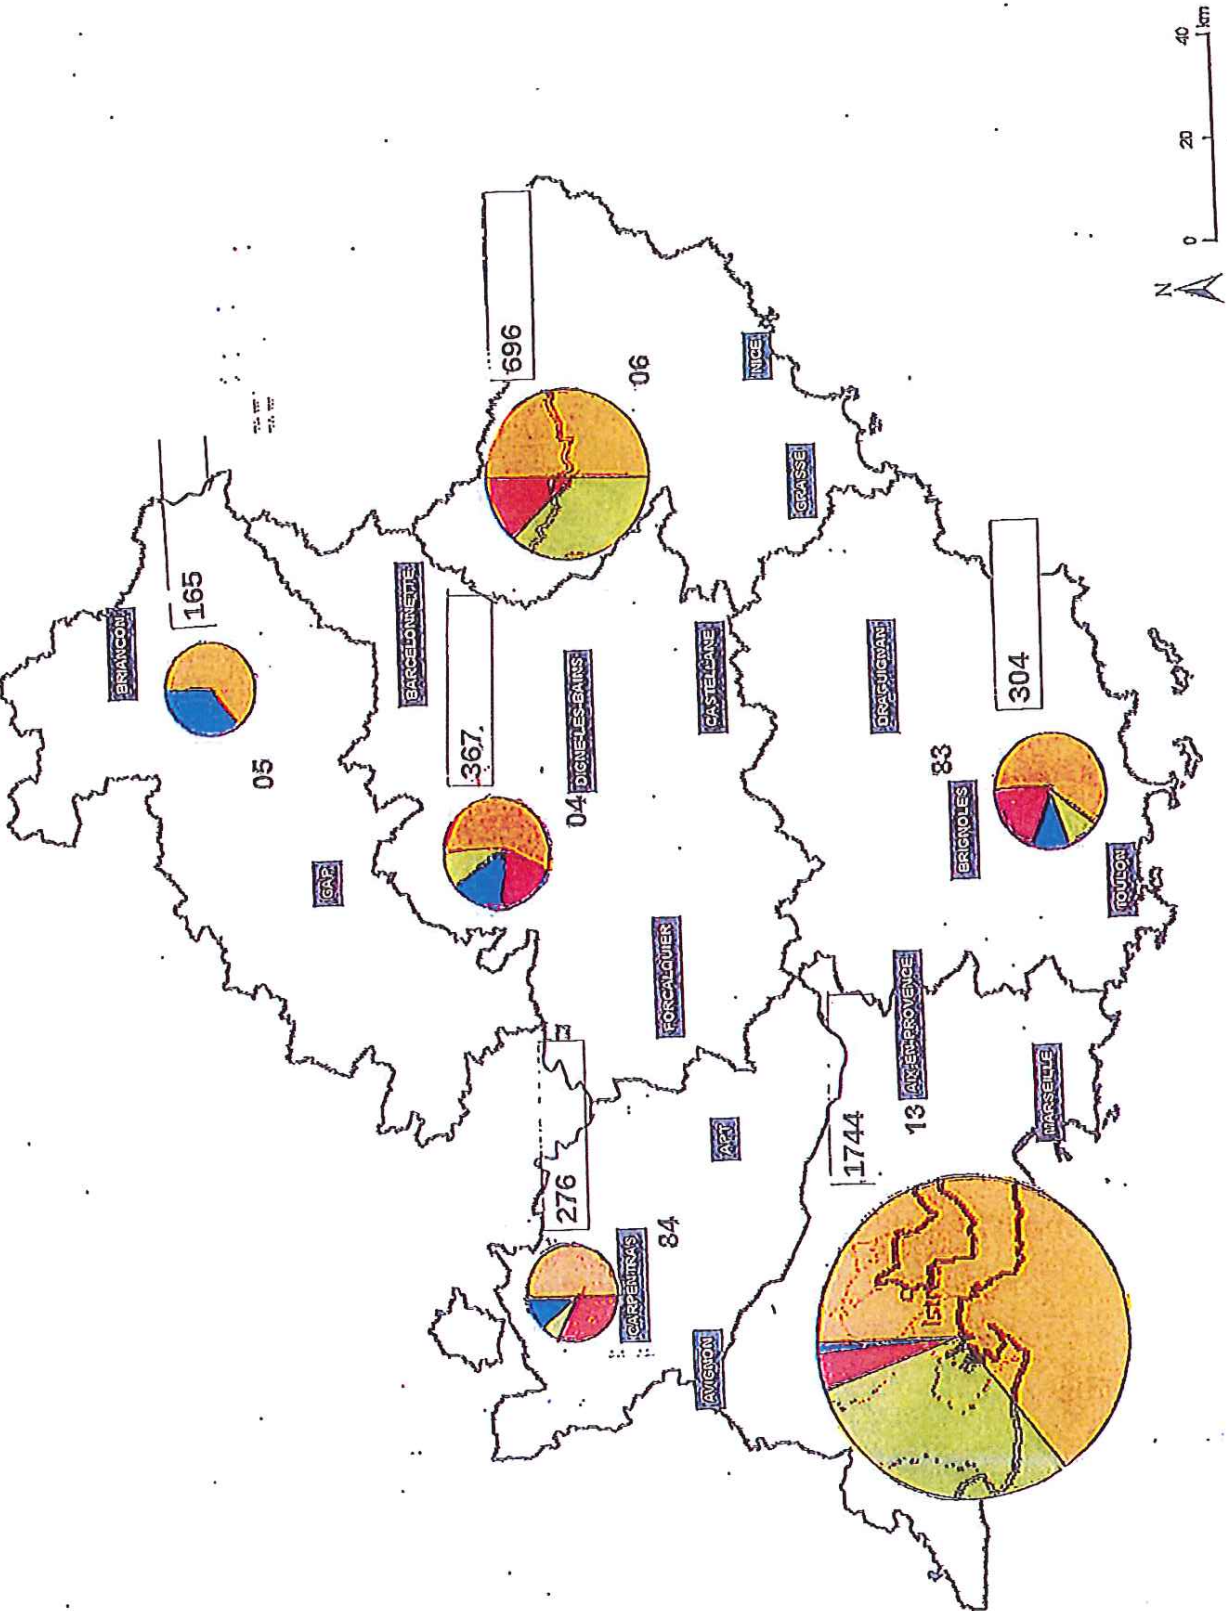 BRIANCON
165
05
GAP
BARCELONNETTE
367
04
DIGNE-LES-BAINS
696
06
NICE
GRASSE
CASTELLANE
FORCALQUIER
276
CARPENTRAS
84
APT
AVIGNON
DRAGUIGNAN
304
83
BRIGNOLES
TOULON
1744
13
AIX-EN-PROVENCE
Istres
MARSEILLE
N
0 20 40
km